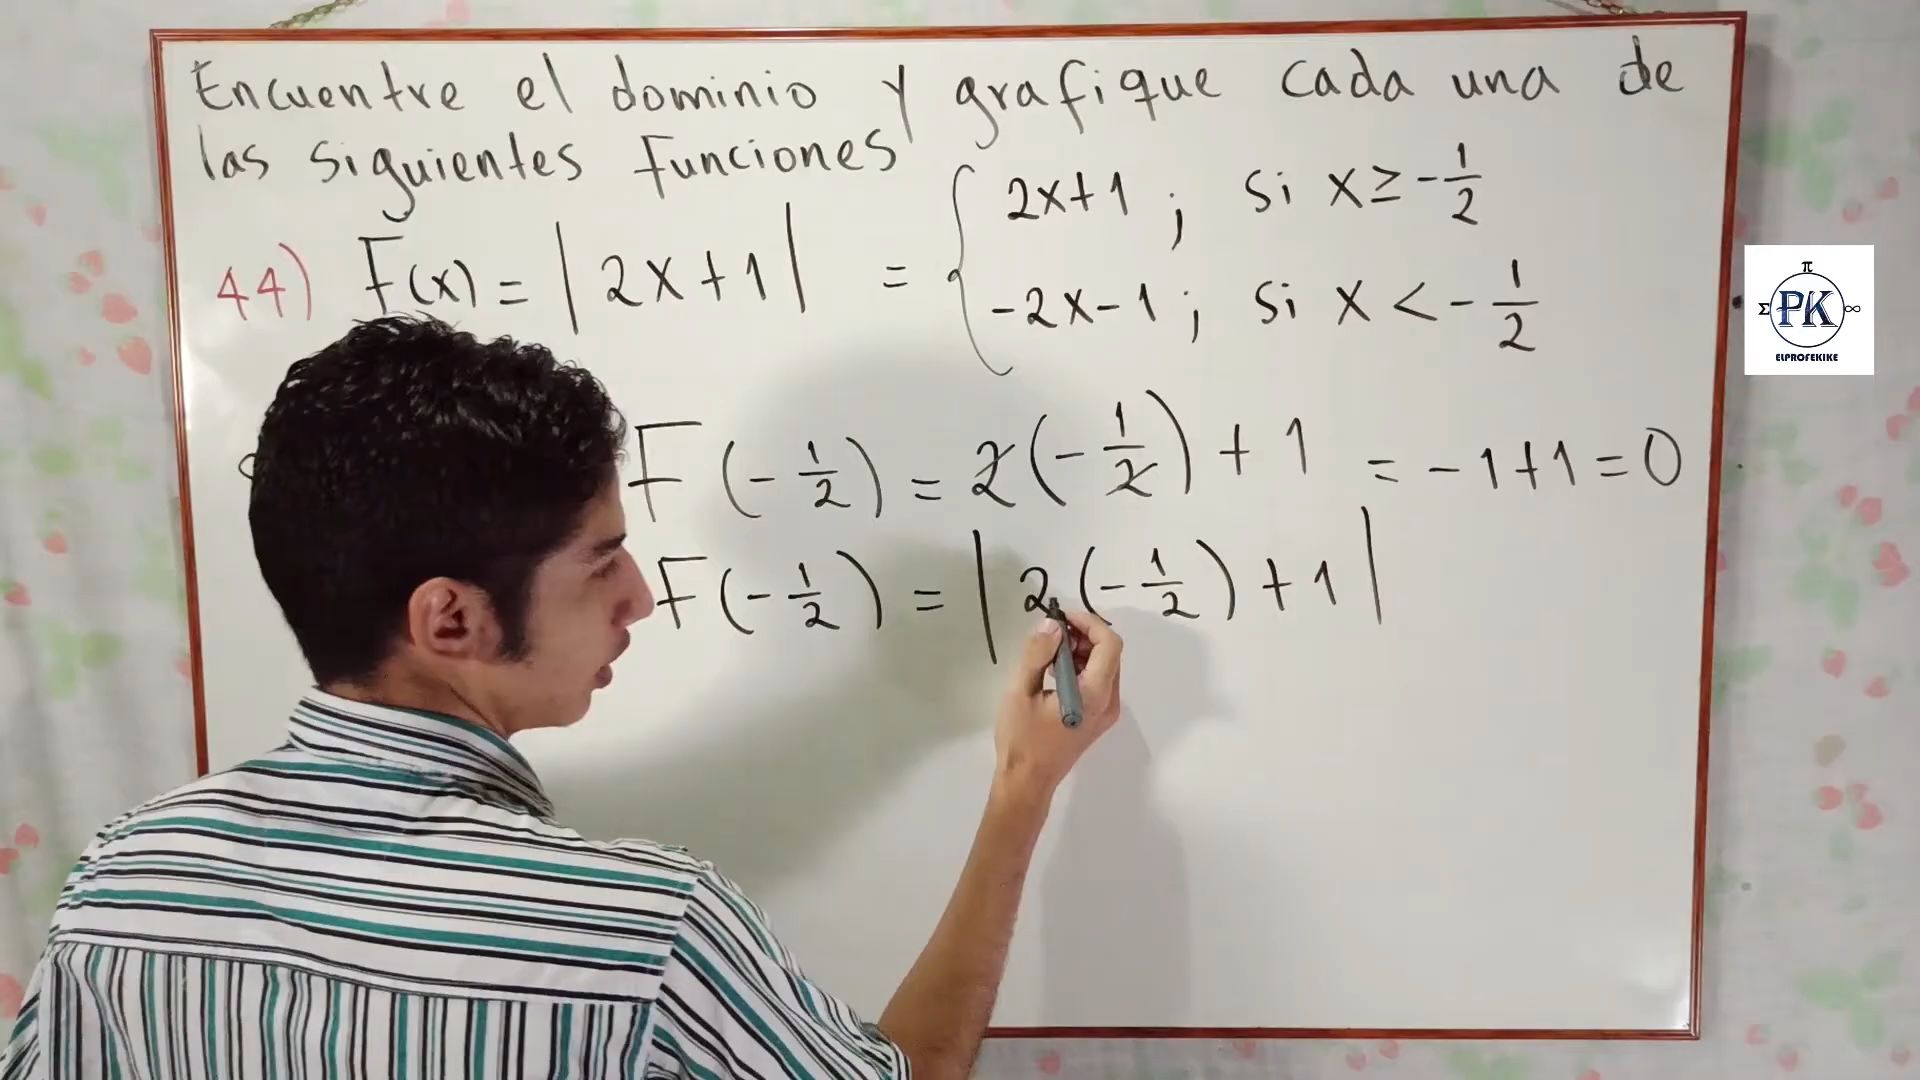 Encuentre el dominio y grafique cada una de
las siguientes funciones
44) F(x) = | 2x+1 | = { 2x+1 ; si x ≥ -1/2
-2x-1 ; si x < -1/2
F(-1/2) = 2(-1/2) + 1 = -1+1 = 0
F(-1/2) = | 2(-1/2) + 1 |
π
Σ PK ∞
ElPROFEKIKE